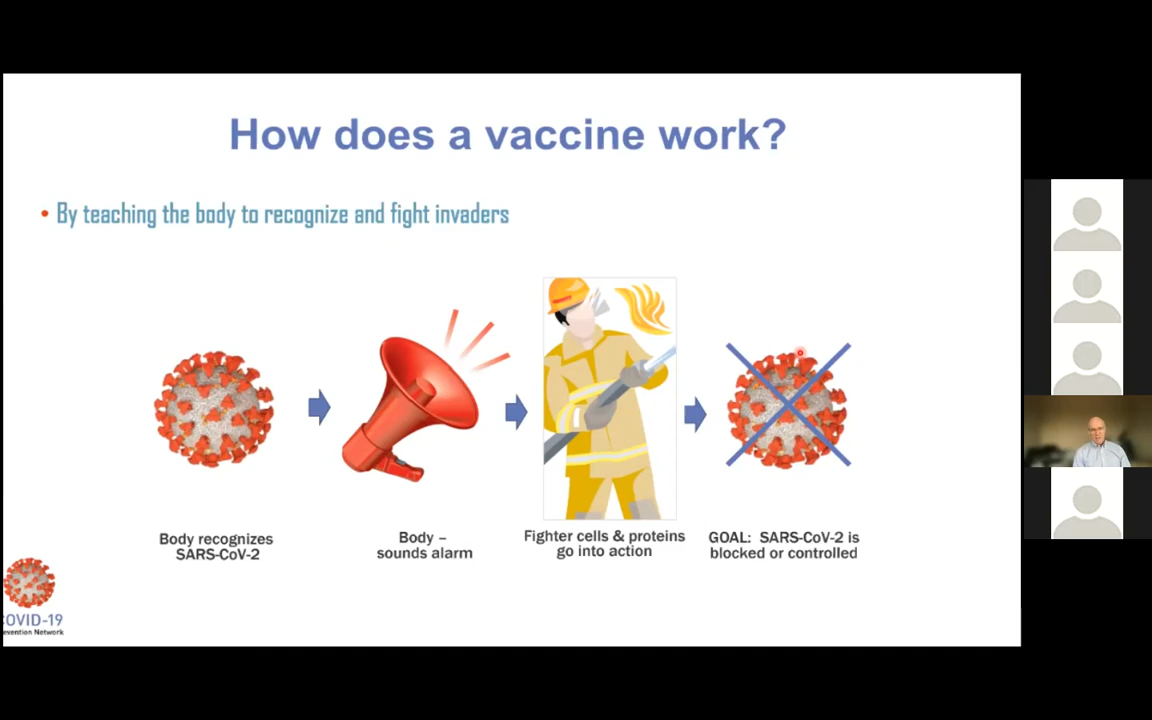 How does a vaccine work?
• By teaching the body to recognize and fight invaders
Body recognizes
SARS-CoV-2
Body –
sounds alarm
Fighter cells & proteins
go into action
GOAL: SARS-CoV-2 is
blocked or controlled
COVID-19
evention Network